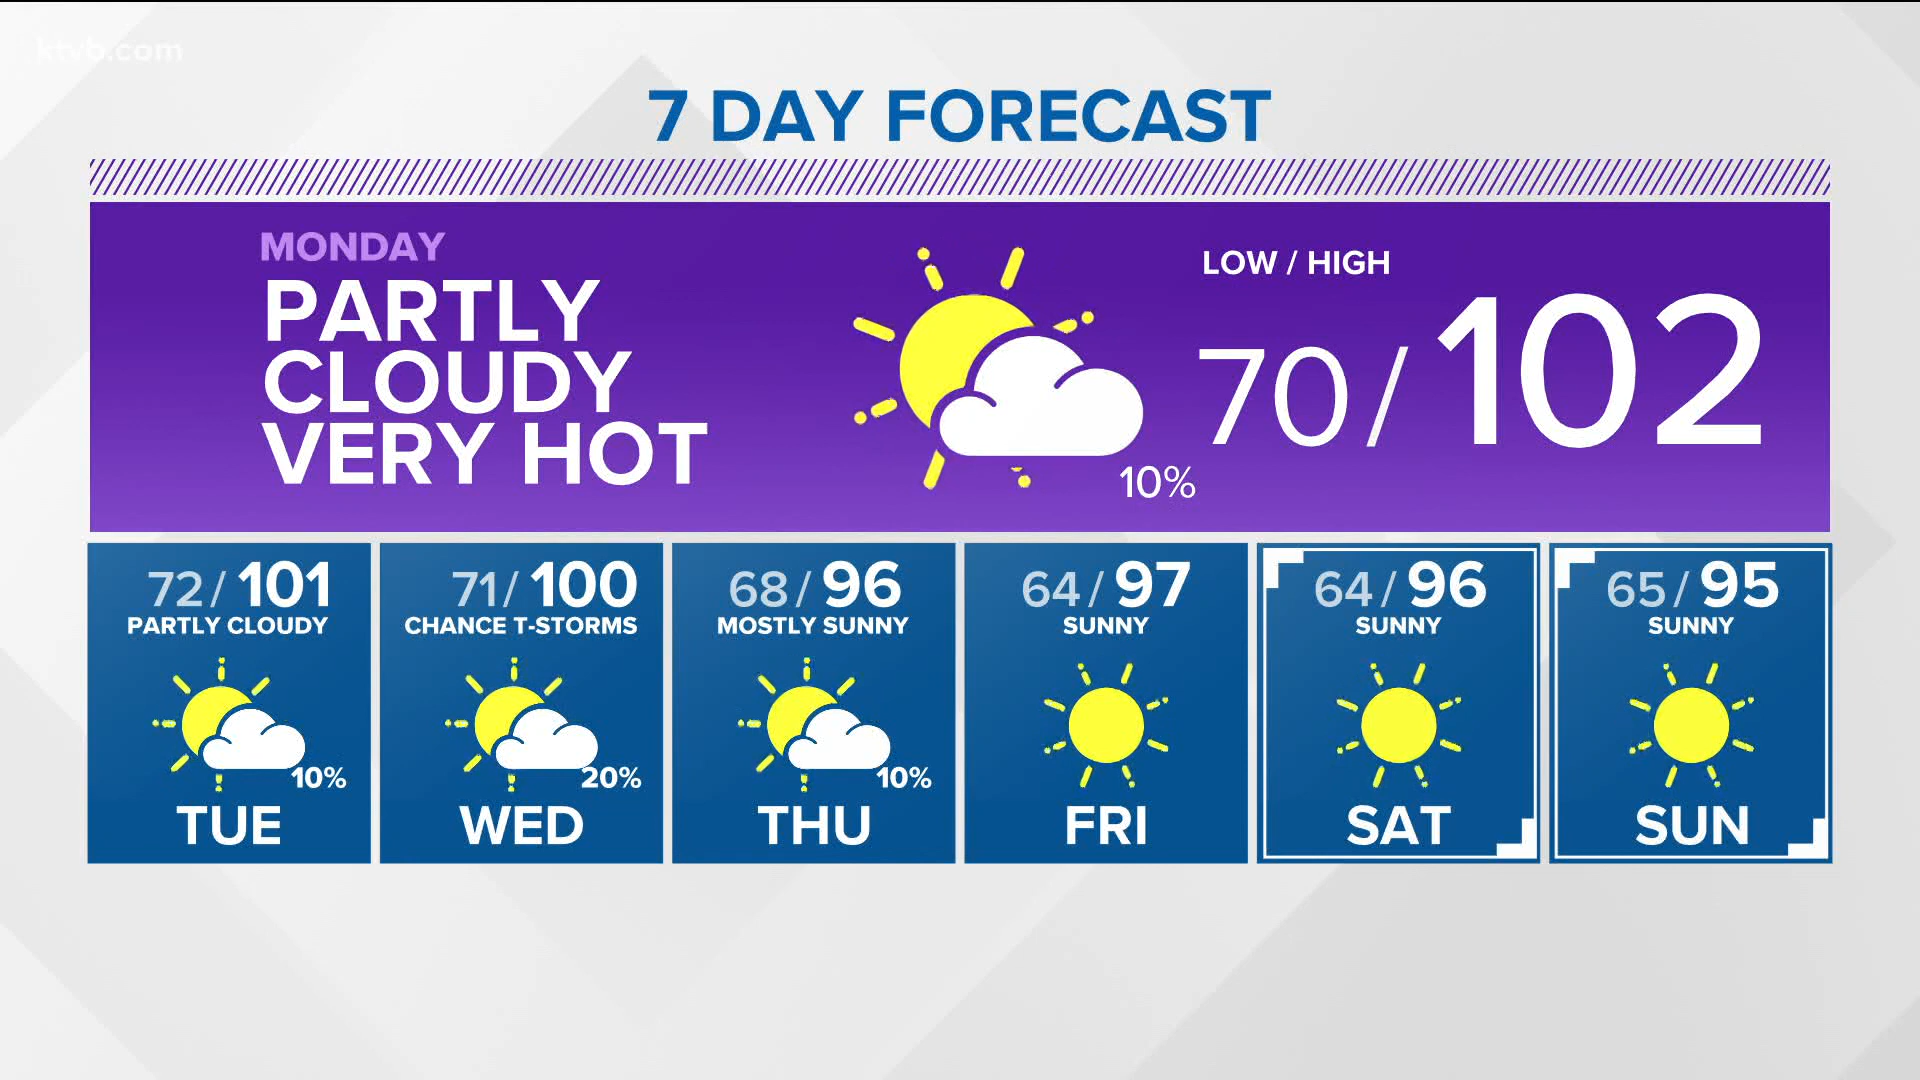 ktvb.com
7 DAY FORECAST
MONDAY
PARTLY
CLOUDY
VERY HOT
10%
LOW / HIGH
70/102
72/101
PARTLY CLOUDY
10%
TUE
71/100
CHANCE T-STORMS
20%
WED
68/96
MOSTLY SUNNY
10%
THU
64/97
SUNNY
FRI
64/96
SUNNY
SAT
65/95
SUNNY
SUN